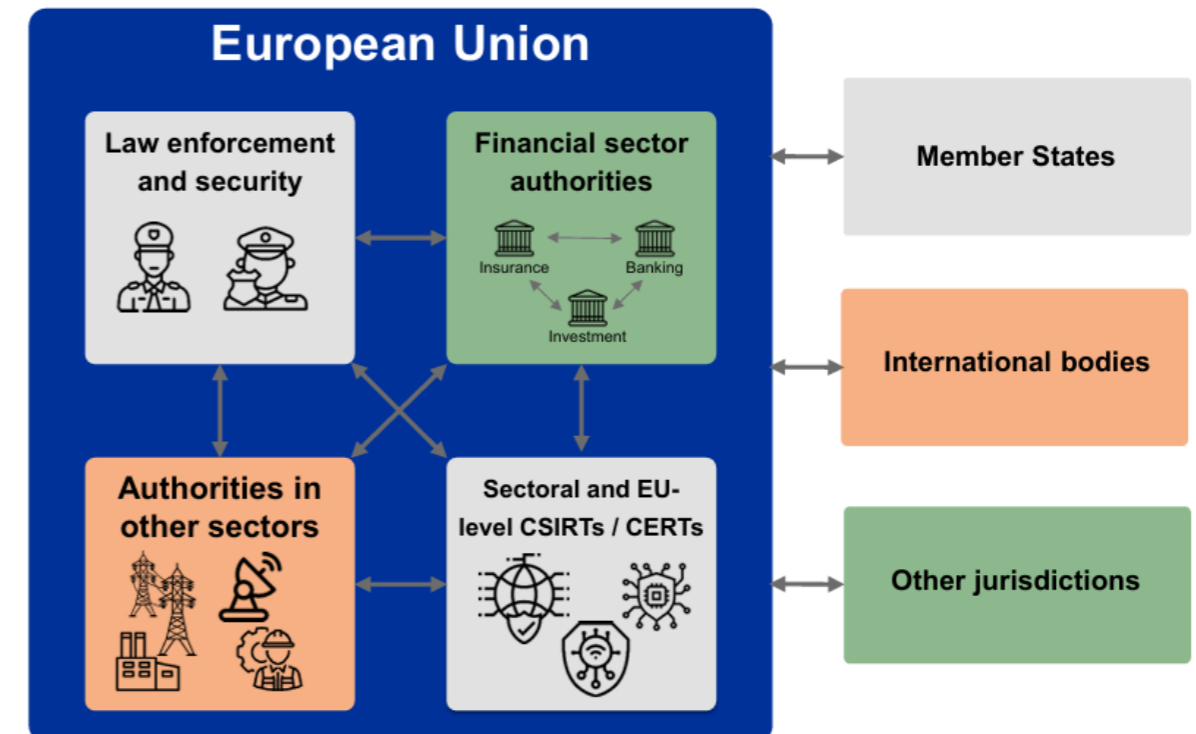 European Union
Law enforcement
and security
Financial sector
authorities
Insurance
Banking
Investment
Authorities in
other sectors
Sectoral and EU-
level CSIRTs / CERTs
Member States
International bodies
Other jurisdictions